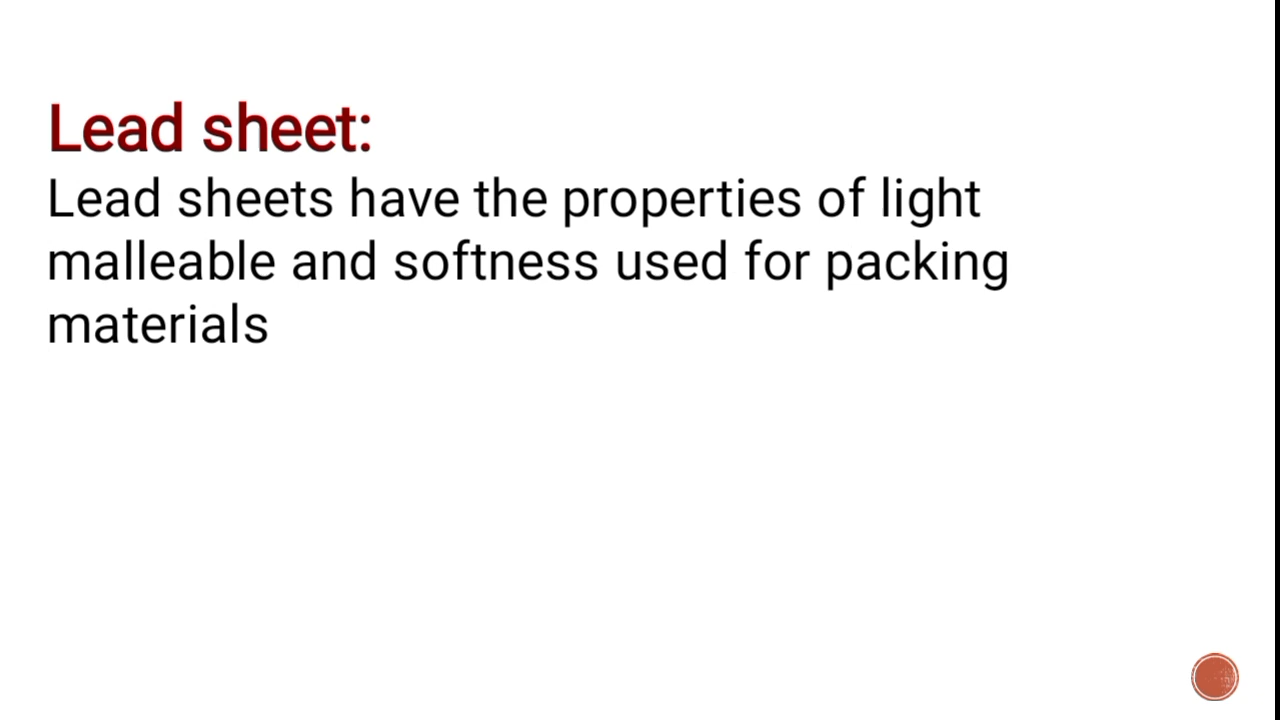 Lead sheet:
Lead sheets have the properties of light
malleable and softness used for packing
materials